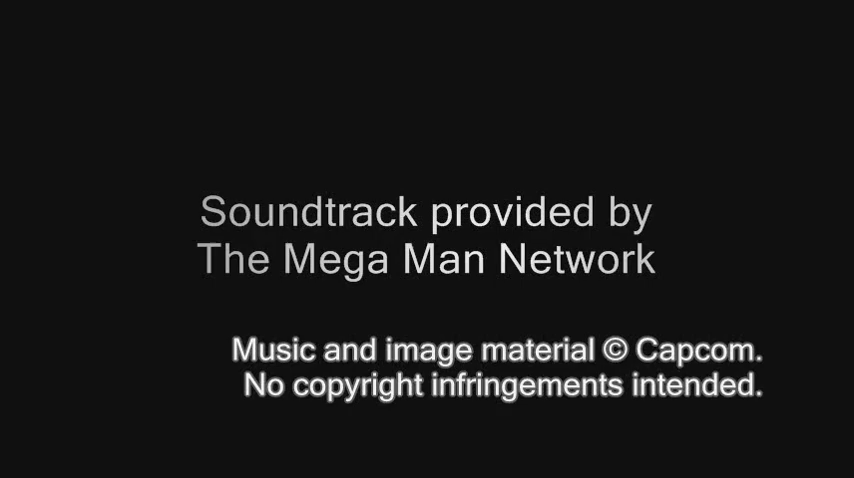 Soundtrack provided by
The Mega Man Network
Music and image material © Capcom.
No copyright infringements intended.